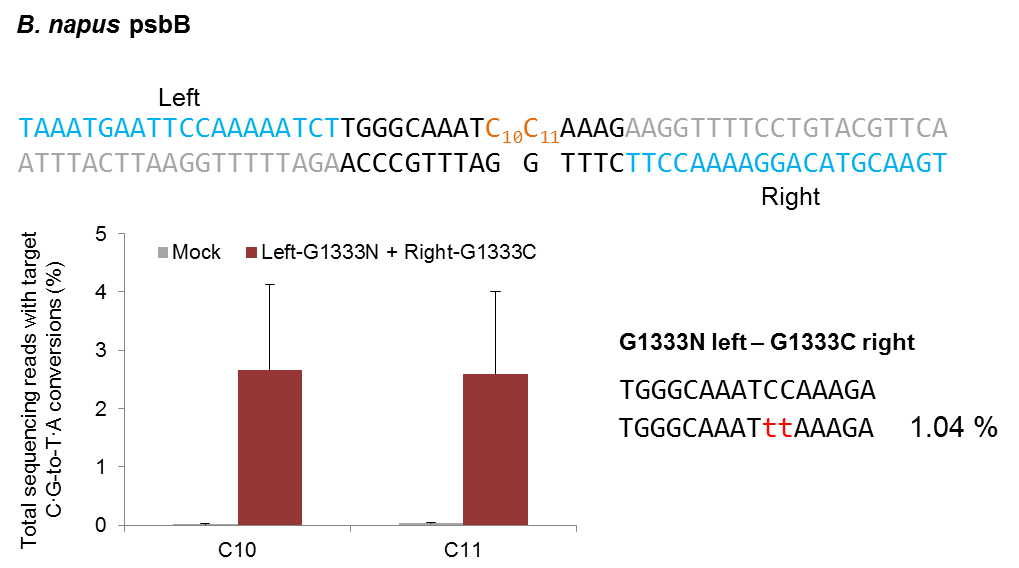 B. napus psbB
Left
TAAATGAATTCCAAAAATCTTGGGCAAATC10C11AAAGAAGGTTTTCCTGTACGTTCA
ATTTACTTAAGGTTTTTAGAACCCGTTTAG G TTTCTTCCAAAAGGACATGCAAGT
Right
Total sequencing reads with target
C·G-to-T·A conversions (%)
5
4
3
2
1
0
Mock
Left-G1333N + Right-G1333C
C10
C11
G1333N left – G1333C right
TGGGCAAATCCAAAGA
TGGGCAAATttAAAGA 1.04 %